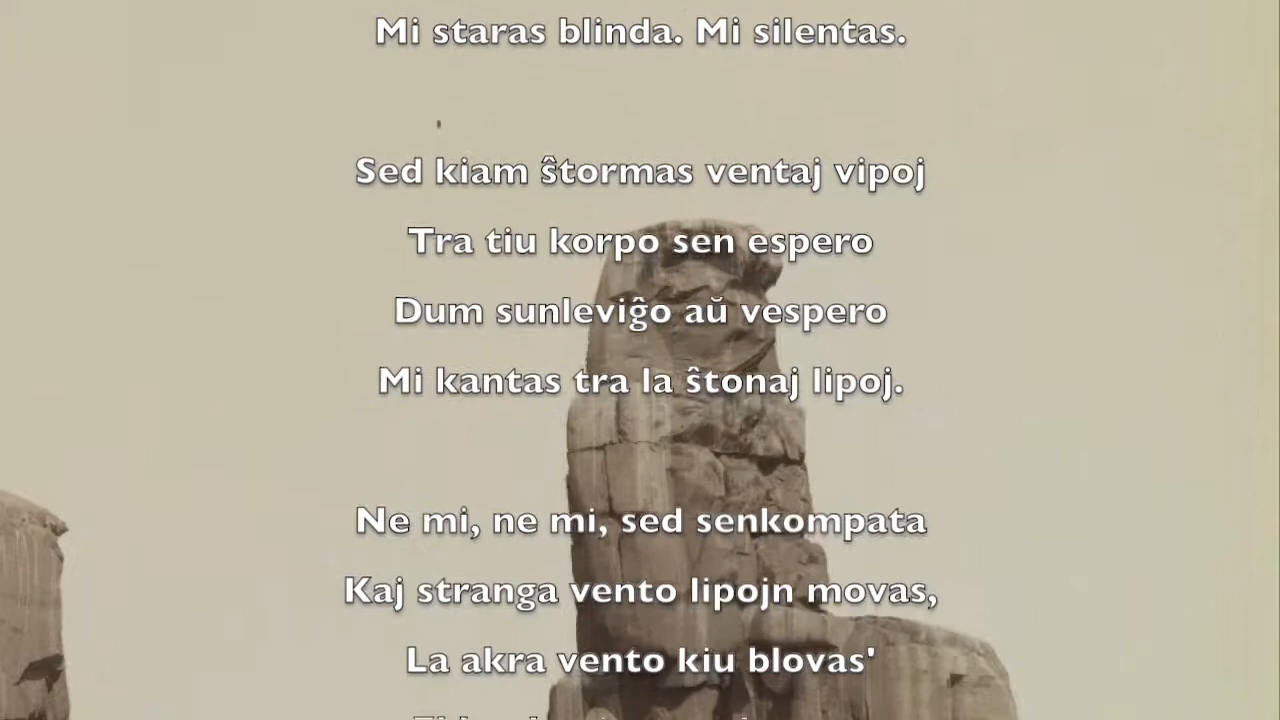 Mi staras blinda. Mi silentas.
Sed kiam ŝtormas ventaj vipoj
Tra tiu korpo sen espero
Dum sunleviĝo aŭ vespero
Mi kantas tra la ŝtonaj lipoj.
Ne mi, ne mi, sed senkompata
Kaj stranga vento lipojn movas,
La akra vento kiu blovas'